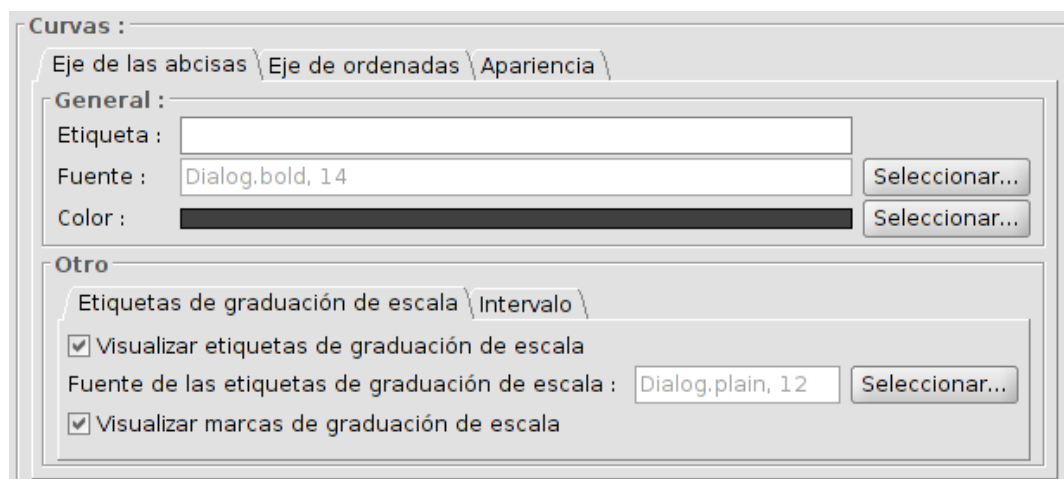 Curvas :
Eje de las abcisas Eje de ordenadas Apariencia
General :
Etiqueta :
Fuente : Dialog.bold, 14 Seleccionar...
Color : Seleccionar...
Otro
Etiquetas de graduación de escala Intervalo
Visualizar etiquetas de graduación de escala
Fuente de las etiquetas de graduación de escala : Dialog.plain, 12 Seleccionar...
Visualizar marcas de graduación de escala